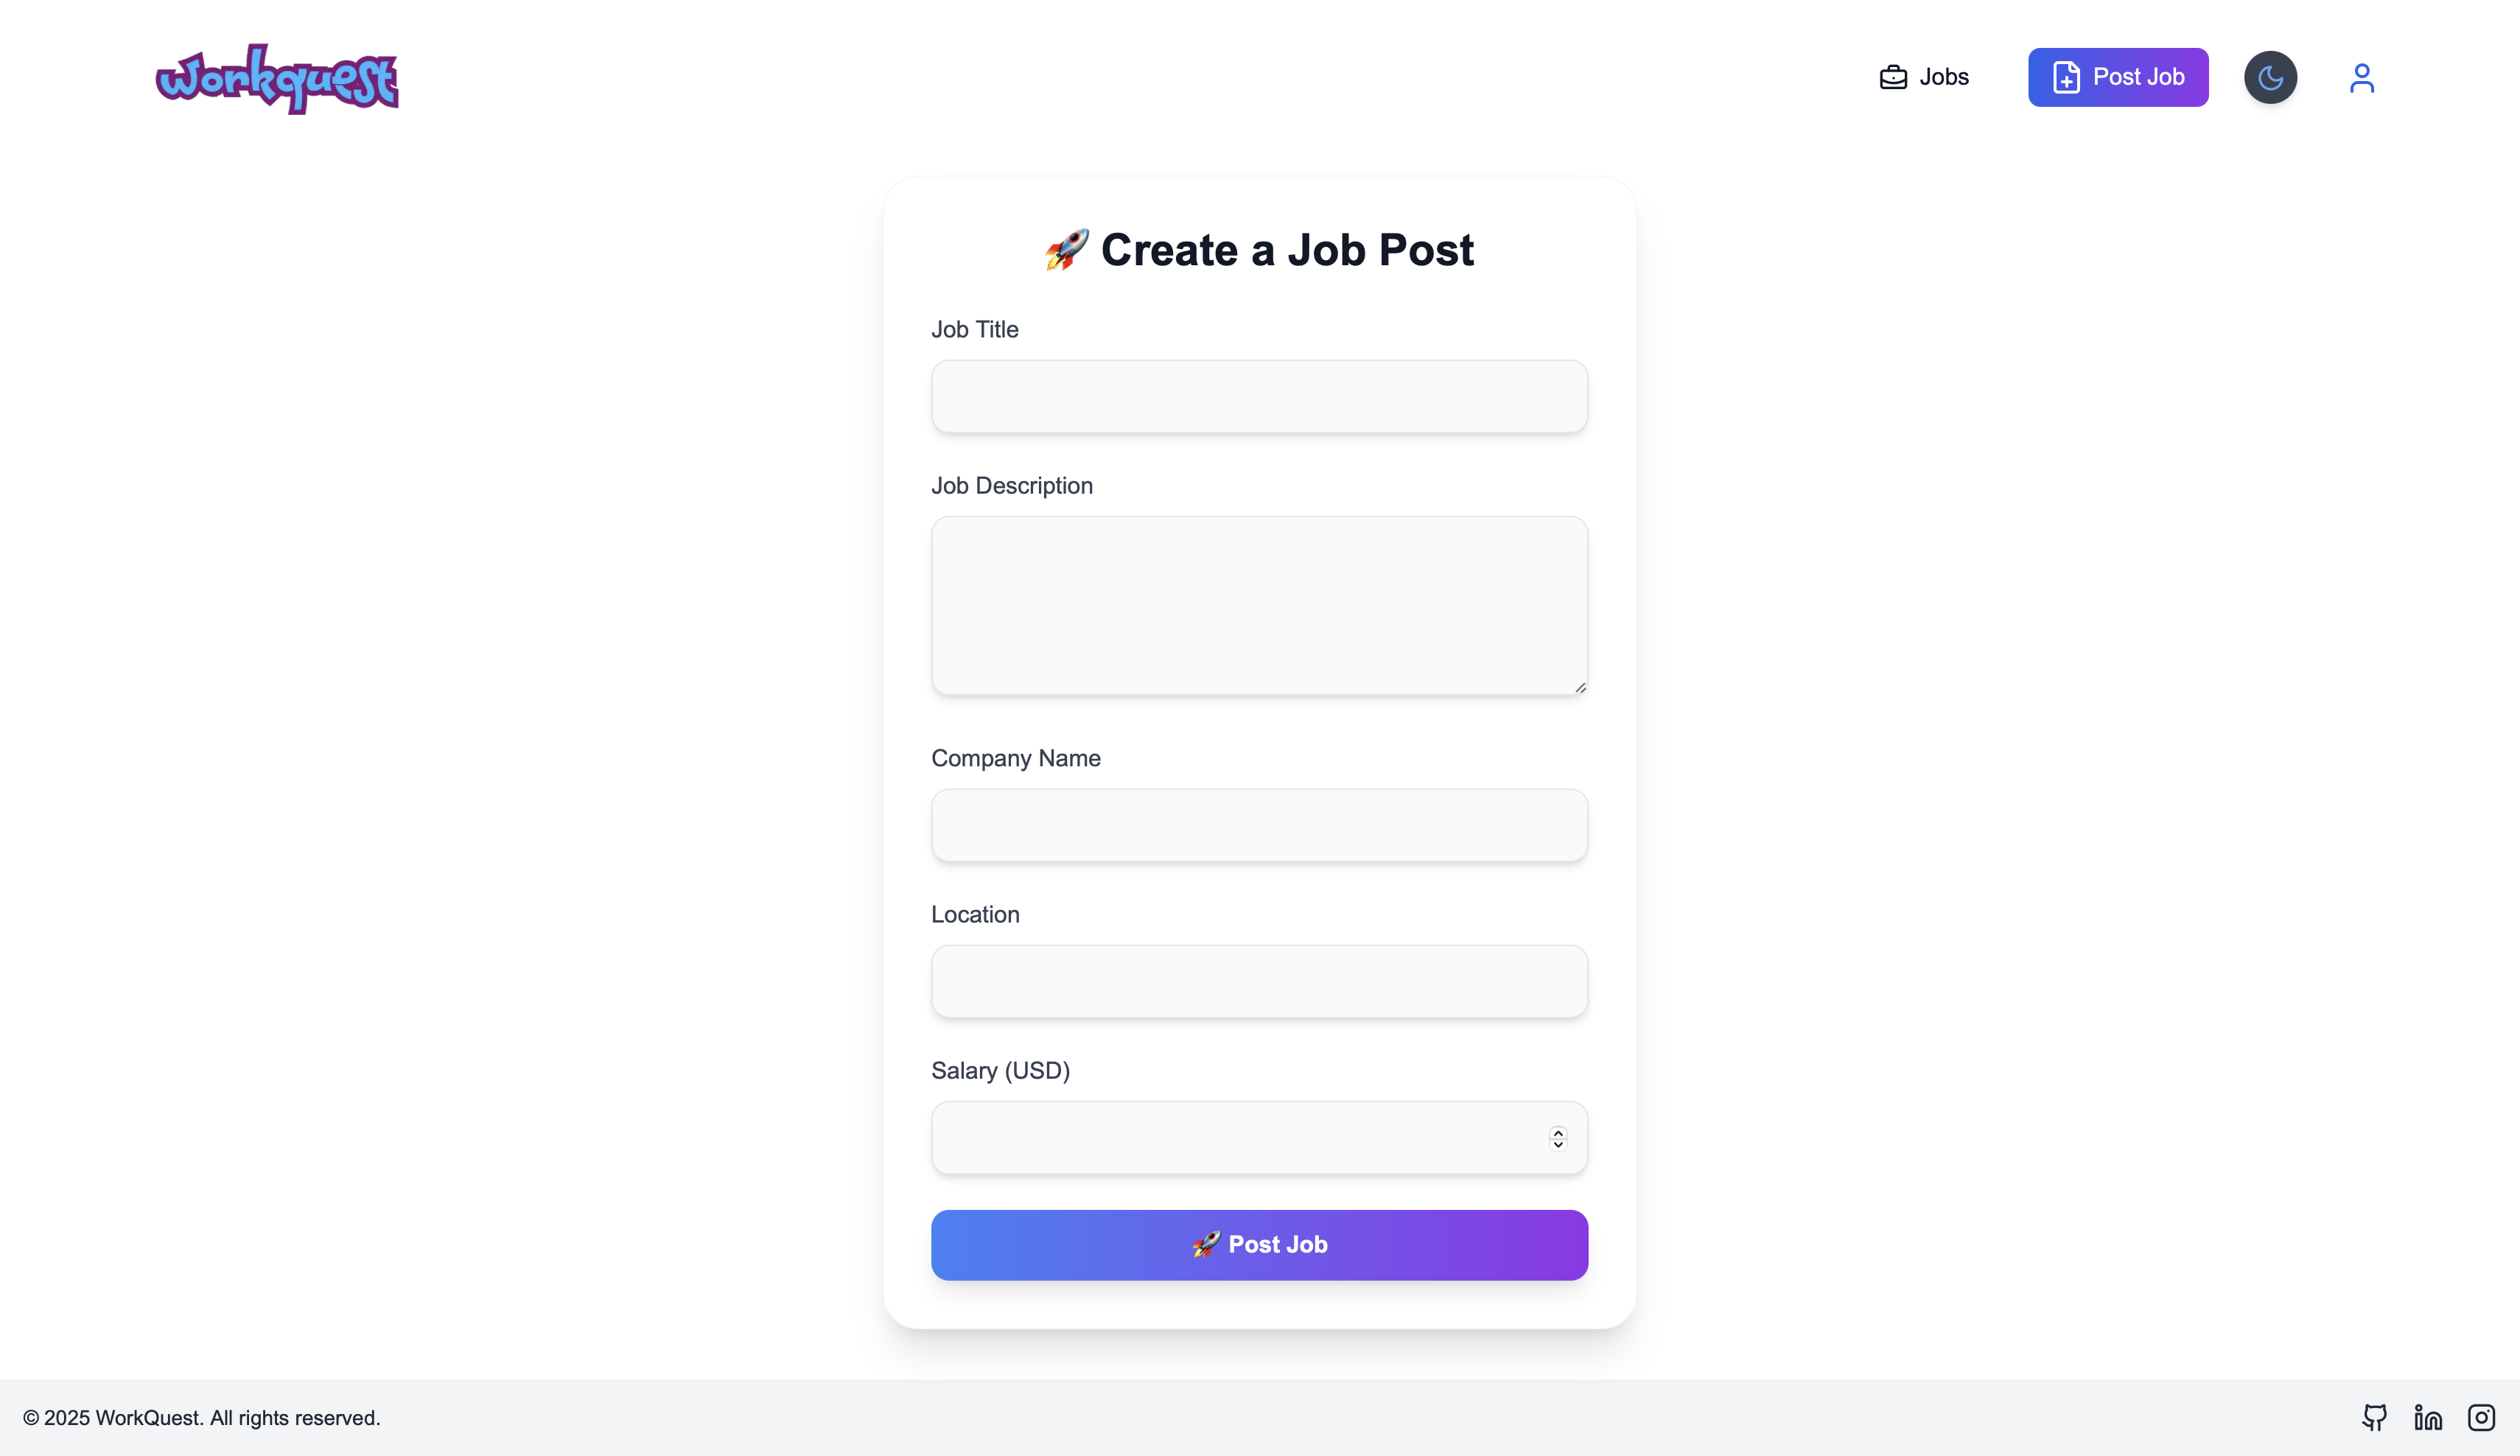 workquest
Jobs
Post Job
🚀 Create a Job Post
Job Title
Job Description
Company Name
Location
Salary (USD)
🚀 Post Job
© 2025 WorkQuest. All rights reserved.